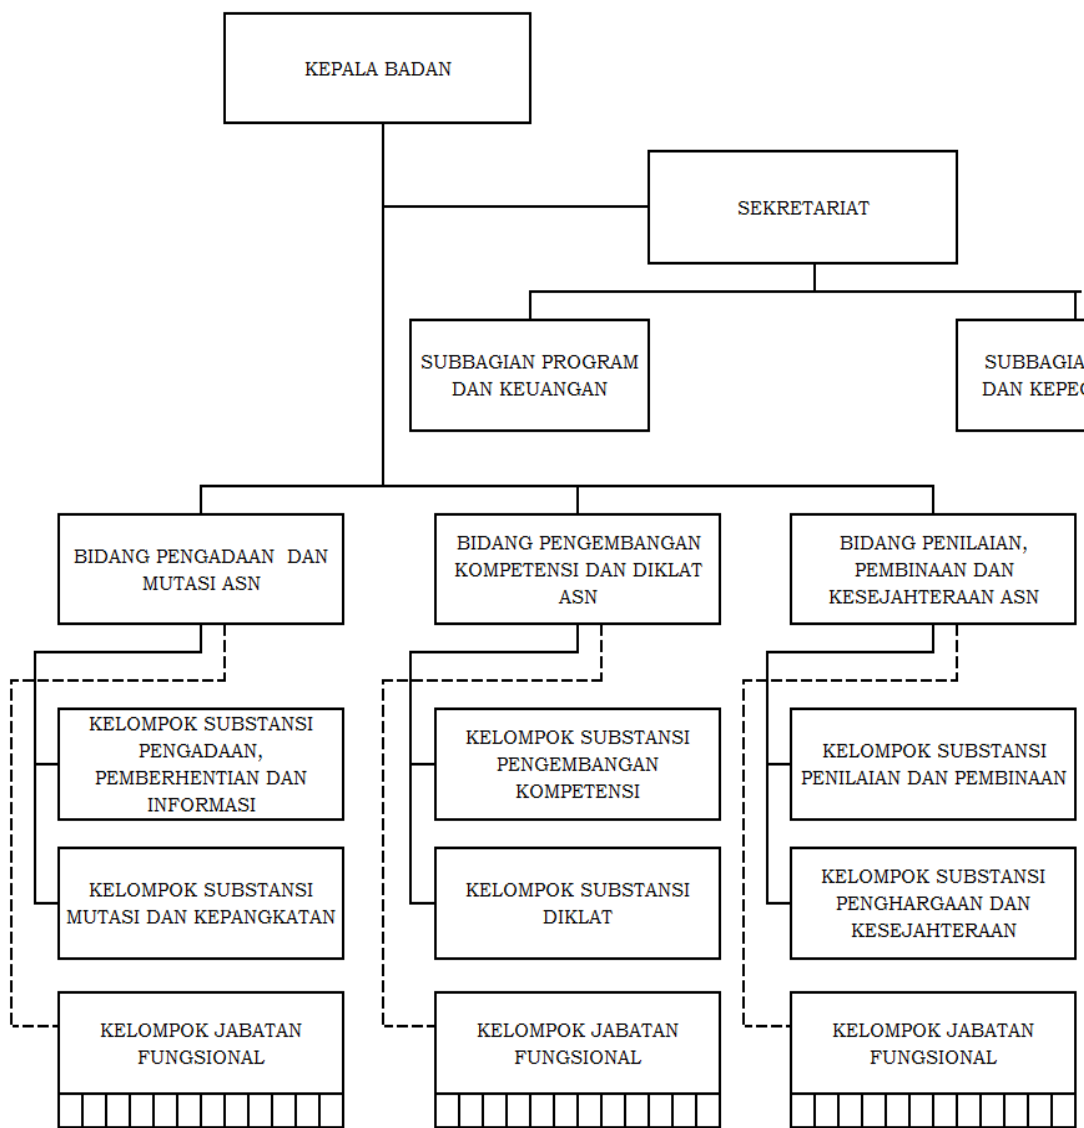 KEPALA BADAN
SEKRETARIAT
SUBBAGIAN PROGRAM
DAN KEUANGAN
DAN
BIDANG PENGADAAN DAN
MUTASI ASN
BIDANG PENGEMBANGAN
KOMPETENSI DAN DIKLAT
ASN
BIDANG PENILAIAN,
PEMBINAAN DAN
KESEJAHTERAAN ASN
KELOMPOK SUBSTANSI
PENGADAAN,
PEMBERHENTIAN DAN
INFORMASI
KELOMPOK SUBSTANSI
PENGEMBANGAN
KOMPETENSI
KELOMPOK SUBSTANSI
PENILAIAN DAN PEMBINAAN
KELOMPOK SUBSTANSI
MUTASI DAN KEPANGKATAN
KELOMPOK SUBSTANSI
DIKLAT
KELOMPOK SUBSTANSI
PENGHARGAAN DAN
KESEJAHTERAAN
KELOMPOK JABATAN
FUNGSIONAL
KELOMPOK JABATAN
FUNGSIONAL
KELOMPOK JABATAN
FUNGSIONAL